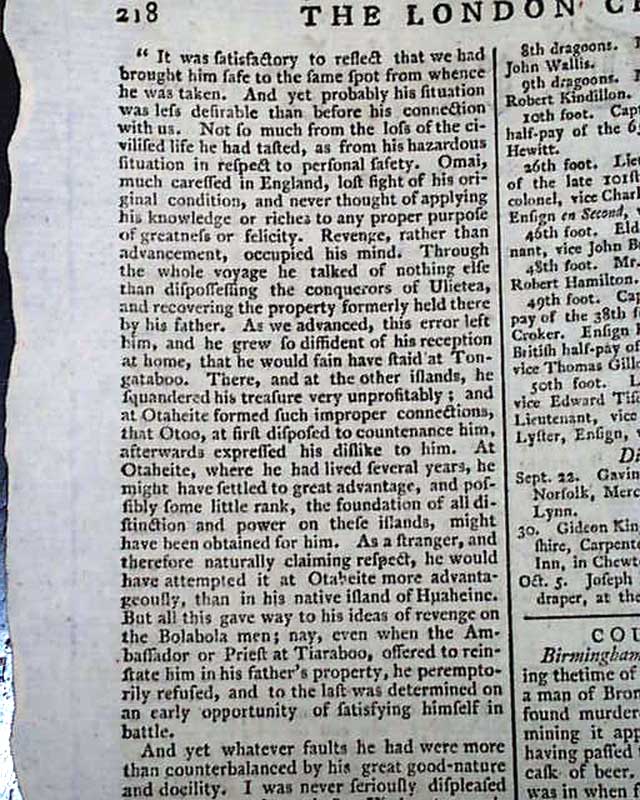 218
THE LONDON C
“ It was ſatisfactory to reflect that we had
brought him ſafe to the ſame ſpot from whence
he was taken. And yet probably his ſituation
was leſs deſirable than before his connection
with us. Not ſo much from the loſs of the ci-
viliſed life he had taſted, as from his hazardous
ſituation in reſpect to perſonal ſafety. Omai,
much careſſed in England, loſt ſight of his ori-
ginal condition, and never thought of applying
his knowledge or riches to any proper purpoſe
of greatneſs or felicity. Revenge, rather than
advancement, occupied his mind. Through
the whole voyage he talked of nothing elſe
than diſpoſſeſſing the conquerors of Ulietea,
and recovering the property formerly held there
by his father. As we advanced, this error left
him, and he grew ſo diffident of his reception
at home, that he would fain have ſtaid at Ton-
gataboo. There, and at the other iſlands, he
ſquandered his treaſure very unprofitably ; and
at Otaheite formed ſuch improper connections,
that Otoo, at firſt diſpoſed to countenance him,
afterwards expreſſed his diſlike to him. At
Otaheite, where he had lived ſeveral years, he
might have ſettled to great advantage, and poſ-
ſibly ſome little rank, the foundation of all di-
ſtinction and power on theſe iſlands, might
have been obtained for him. As a ſtranger, and
therefore naturally claiming reſpect, he would
have attempted it at Otaheite more advanta-
geouſly, than in his native iſland of Huaheine.
But all this gave way to his ideas of revenge on
the Bolabola men; nay, even when the Am-
baſſador or Prieſt at Tiaraboo, offered to rein-
ſtate him in his father's property, he perempto-
rily refuſed, and to the laſt was determined on
an early opportunity of ſatisfying himſelf in
battle.
And yet whatever faults he had were more
than counterbalanced by his great good-nature
and docility. I was never ſeriouſly diſpleaſed
8th dragoons.
John Wallis.
9th dragoons.
Robert Kindillon.
10th foot. Capt
half-pay of the 6
Hewitt.
26th foot. Lieu
of the late 101ſt
colonel, vice Charl
Enſign en Second,
46th foot. Eld
nant, vice John B
48th foot. Mr.
Robert Hamilton.
49th foot. Cap
pay of the 38th f
Croker. Enſign
Britiſh half-pay of
vice Thomas Gill
50th foot. L
vice Edward Tiſ
Lieutenant, vice
Lyſter, Enſign, v
Di
Sept. 22. Gavin
Norfolk, Merc
Lynn.
30. Gideon Kin
ſhire, Carpente
Inn, in Chewt
Oct. 5. Joſeph
draper, at the
COU
Birmingham
ing thetime of
a man of Brom
found murder
mining it app
having paſſed
caſk of beer,
was in when